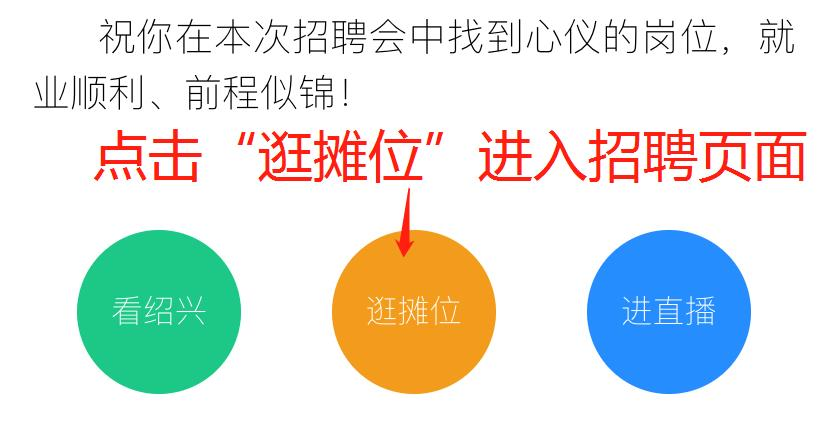 祝你在本次招聘会中找到心仪的岗位，就
业顺利、前程似锦！
点击“逛摊位”进入招聘页面
看绍兴
逛摊位
进直播